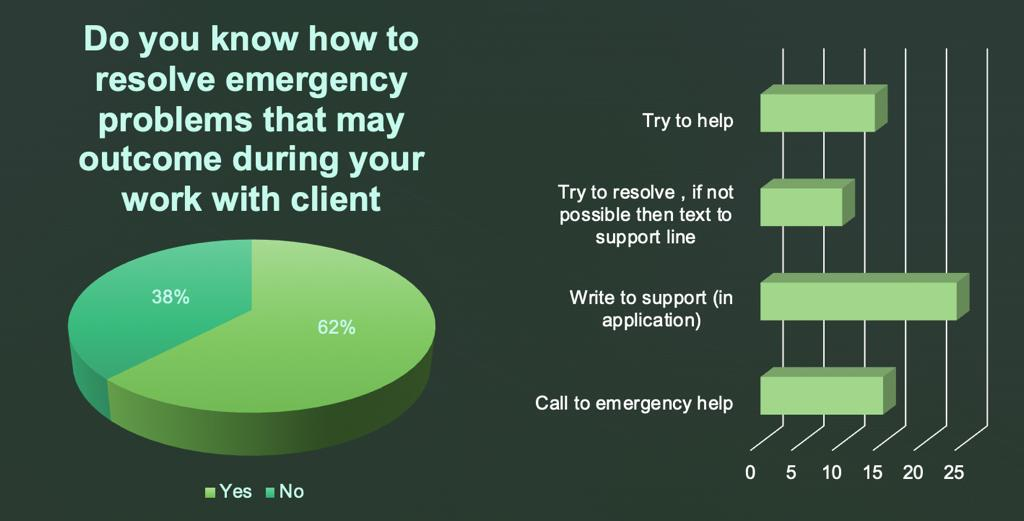 Do you know how to
resolve emergency
problems that may
outcome during your
work with client
38%
62%
Yes No
Try to help
Try to resolve , if not
possible then text to
support line
Write to support (in
application)
Call to emergency help
0 5 10 15 20 25